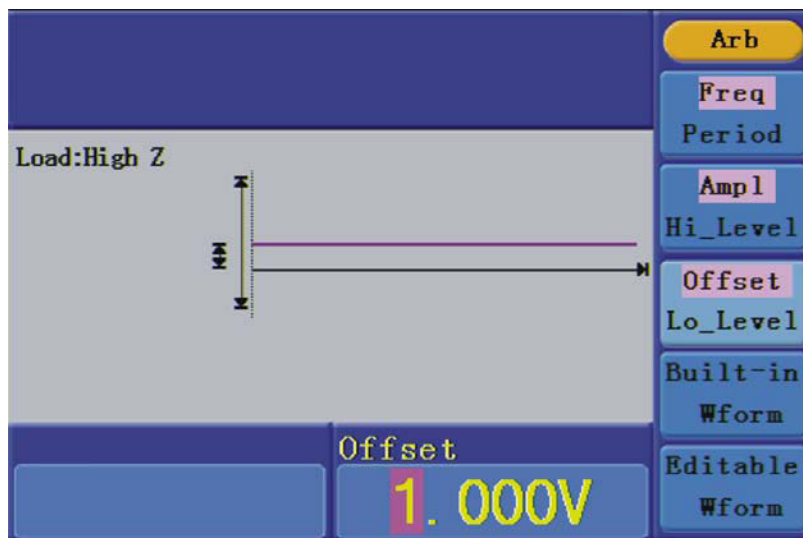 Arb
Freq
Period
Load:High Z
Ampl
Hi_Level
Offset
Lo_Level
Built-in
Wform
Offset
1.000V
Editable
Wform